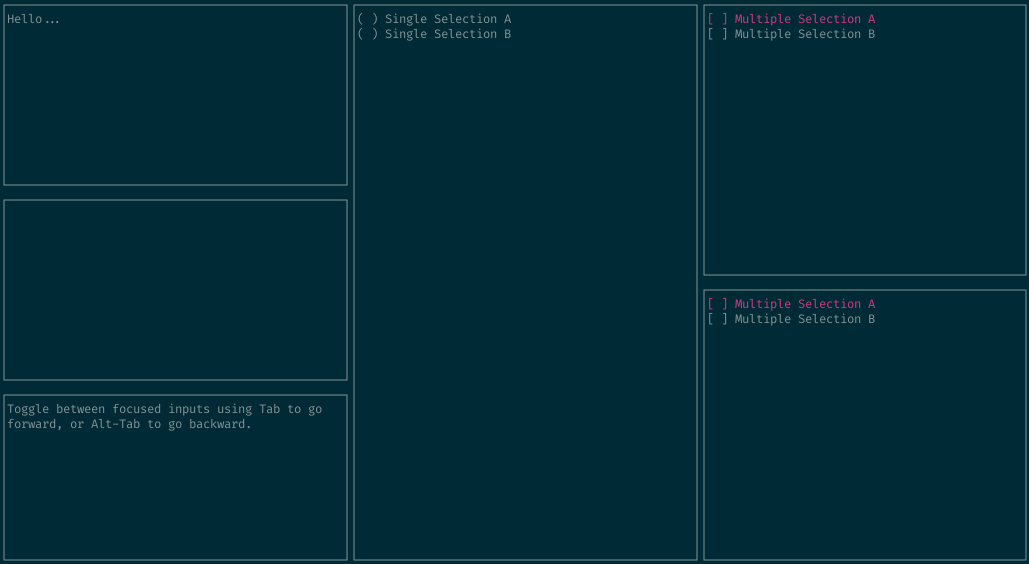 Hello...
Toggle between focused inputs using Tab to go
forward, or Alt-Tab to go backward.
( ) Single Selection A
( ) Single Selection B
[ ] Multiple Selection A
[ ] Multiple Selection B
[ ] Multiple Selection A
[ ] Multiple Selection B